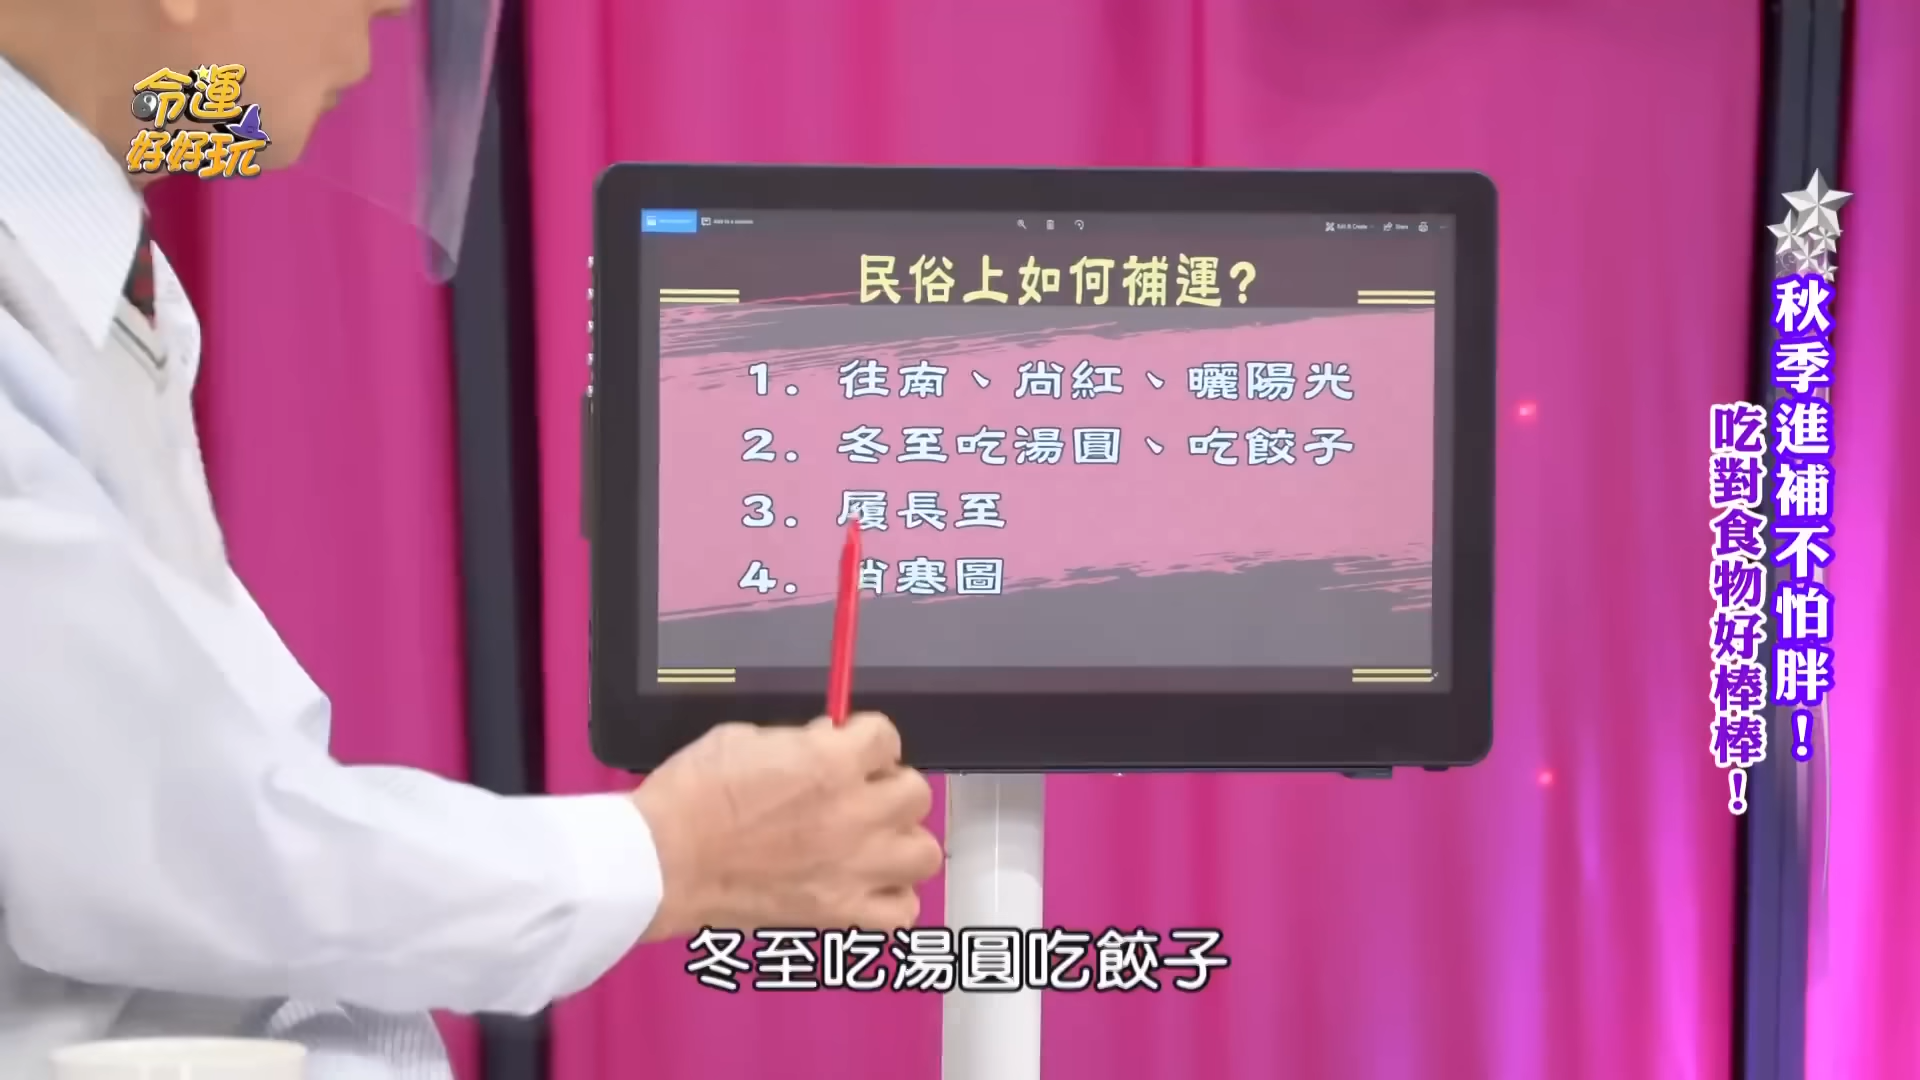 命運
好好玩
民俗上如何補運?
1. 往南、尚紅、曬陽光
2. 冬至吃湯圓、吃餃子
3. 履長至
4. 消寒圖
秋季進補不怕胖!
吃對食物好棒棒!
冬至吃湯圓吃餃子